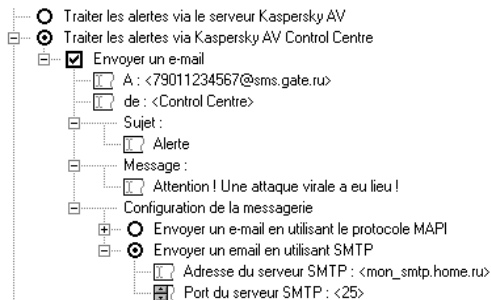 Traiter les alertes via le serveur Kaspersky AV
Traiter les alertes via Kaspersky AV Control Centre
Envoyer un e-mail
A : <79011234567@sms.gate.ru>
de : <Control Centre>
Sujet :
Alerte
Message :
Attention ! Une attaque virale a eu lieu !
Configuration de la messagerie
Envoyer un e-mail en utilisant le protocole MAPI
Envoyer un email en utilisant SMTP
Adresse du serveur SMTP : <mon_smtp.home.ru>
Port du serveur SMTP : <25>